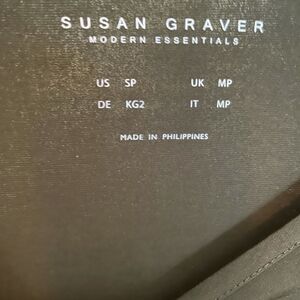 SUSAN GRAVER
MODERN ESSENTIALS
US SP UK MP
DE KG2 IT MP
MADE IN PHILIPPINES